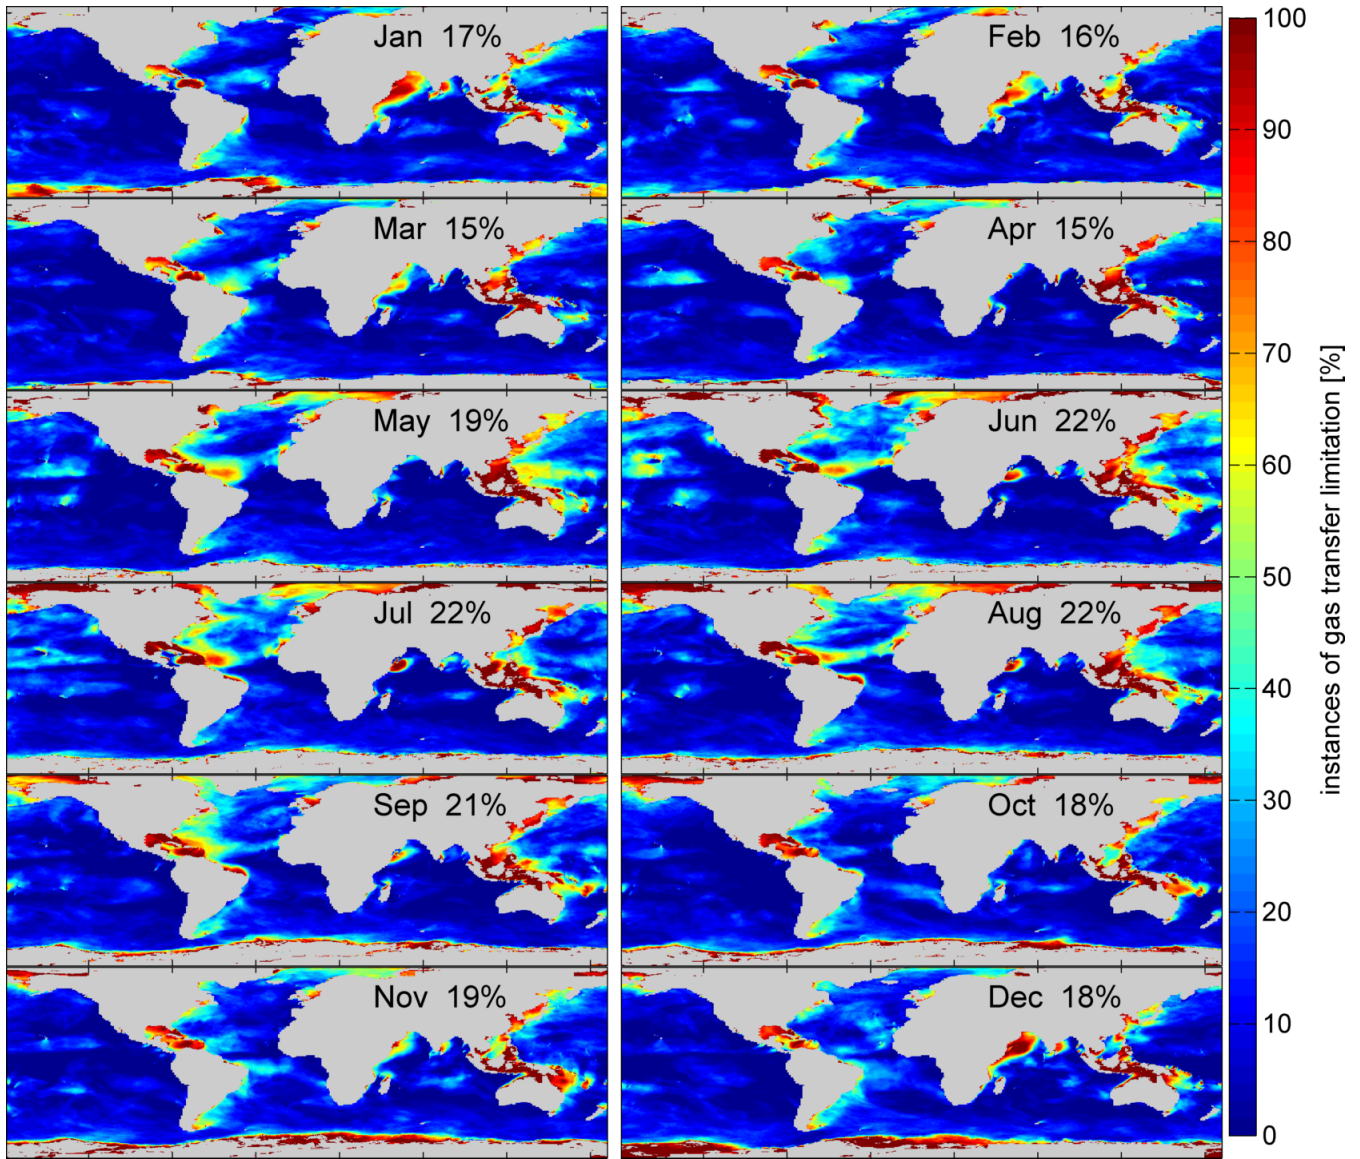 Jan 17%
Feb 16%
Mar 15%
Apr 15%
May 19%
Jun 22%
Jul 22%
Aug 22%
Sep 21%
Oct 18%
Nov 19%
Dec 18%
100
90
80
70
60
50
40
30
20
10
0
instances of gas transfer limitation [%]